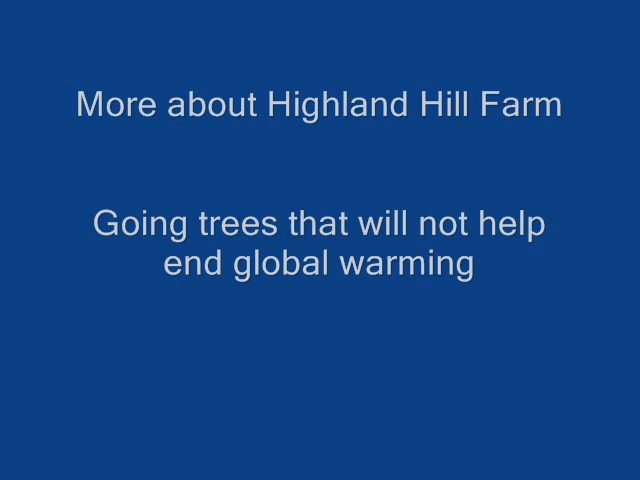 More about Highland Hill Farm
Going trees that will not help
end global warming